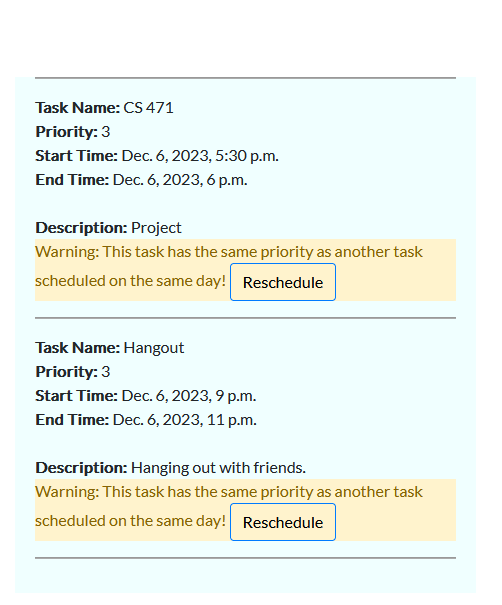 Task Name: CS 471
Priority: 3
Start Time: Dec. 6, 2023, 5:30 p.m.
End Time: Dec. 6, 2023, 6 p.m.
Description: Project
Warning: This task has the same priority as another task
scheduled on the same day! Reschedule
Task Name: Hangout
Priority: 3
Start Time: Dec. 6, 2023, 9 p.m.
End Time: Dec. 6, 2023, 11 p.m.
Description: Hanging out with friends.
Warning: This task has the same priority as another task
scheduled on the same day! Reschedule